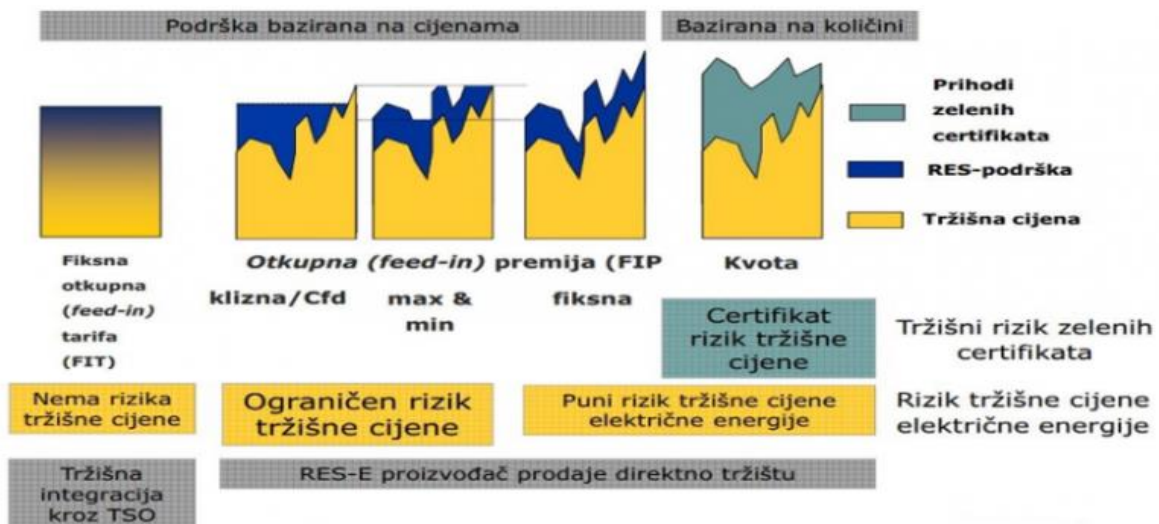 Podrška bazirana na cijenama
Bazirana na količini
Prihodi
zelenih
certifikata
RES-podrška
Tržišna cijena
Fiksna
otkupna
(feed-in)
tarifa
(FIT)
Otkupna (feed-in) premija (FIP
klizna/Cfd
max &
min
fiksna
Kvota
Certifikat
rizik tržišne
cijene
Tržišni rizik zelenih
certifikata
Nema rizika
tržišne cijene
Ograničen rizik
tržišne cijene
Puni rizik tržišne cijene
električne energije
Rizik tržišne cijene
električne energije
Tržišna
integracija
kroz TSO
RES-E proizvođač prodaje direktno tržištu